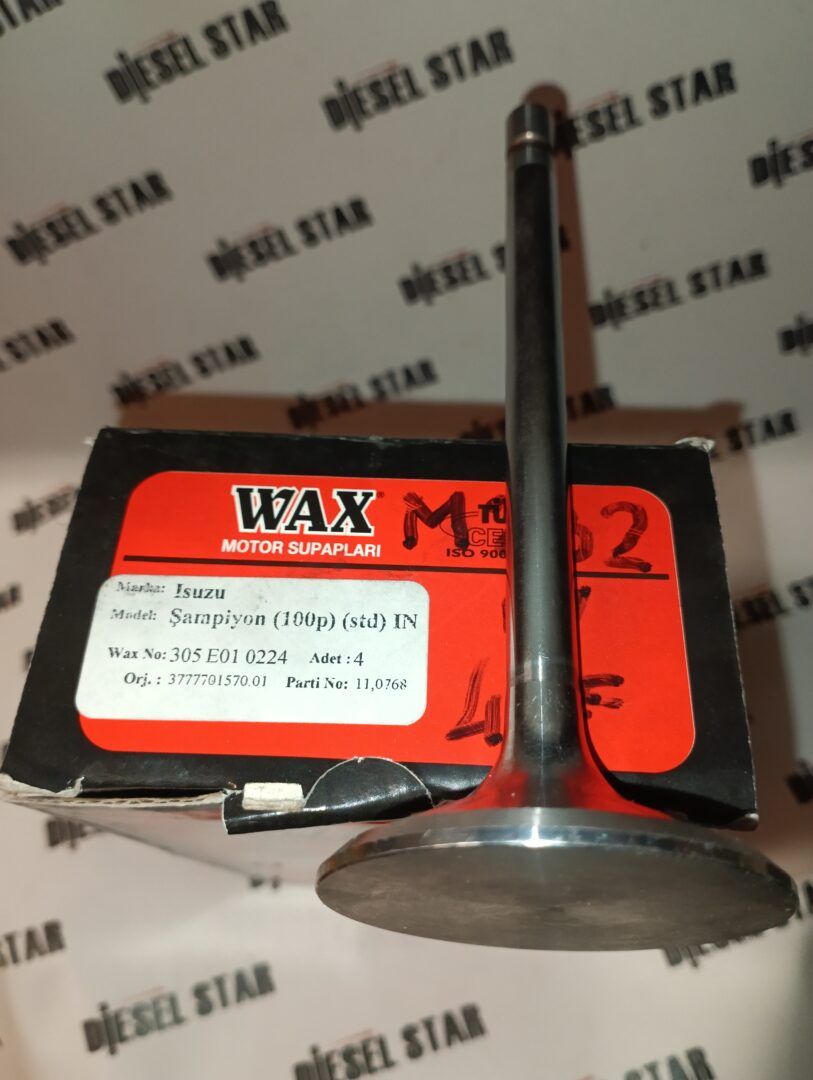 DIESEL STAR
WAX®
MOTOR SUPAPLARI
ISO
Marka: Isuzu
Model: Şampiyon (100p) (std) IN
Wax No: 305 E01 0224 Adet : 4
Orj. : 3777701570.01 Parti No: 11,0768